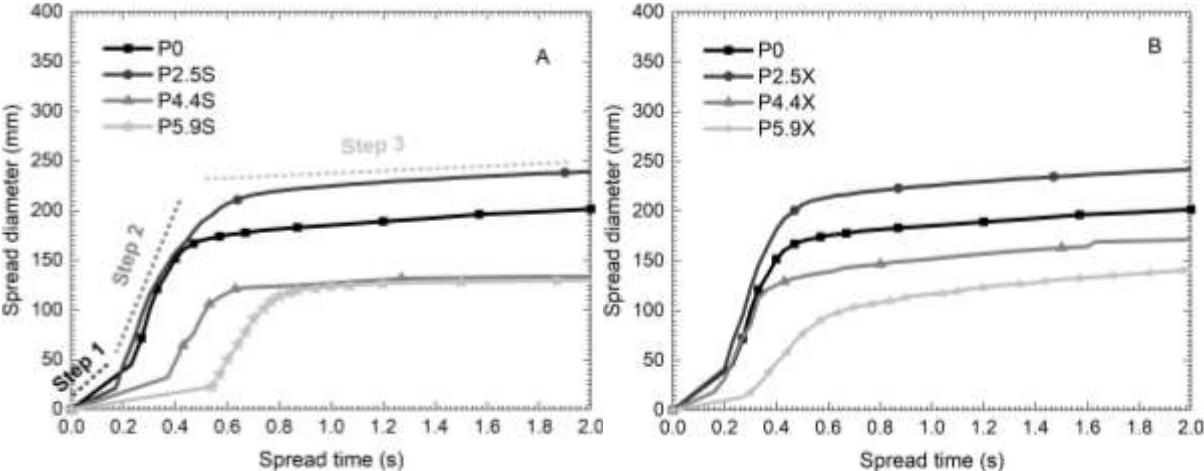 400
350
300
250
200
150
100
50
0
Spread diameter (mm)
P0
P2.5S
P4.4S
P5.9S
A
Step 1
Step 2
Step 3
0.0 0.2 0.4 0.6 0.8 1.0 1.2 1.4 1.6 1.8 2.0
Spread time (s)
400
350
300
250
200
150
100
50
0
Spread diameter (mm)
P0
P2.5X
P4.4X
P5.9X
B
0.0 0.2 0.4 0.6 0.8 1.0 1.2 1.4 1.6 1.8 2.0
Spread time (s)